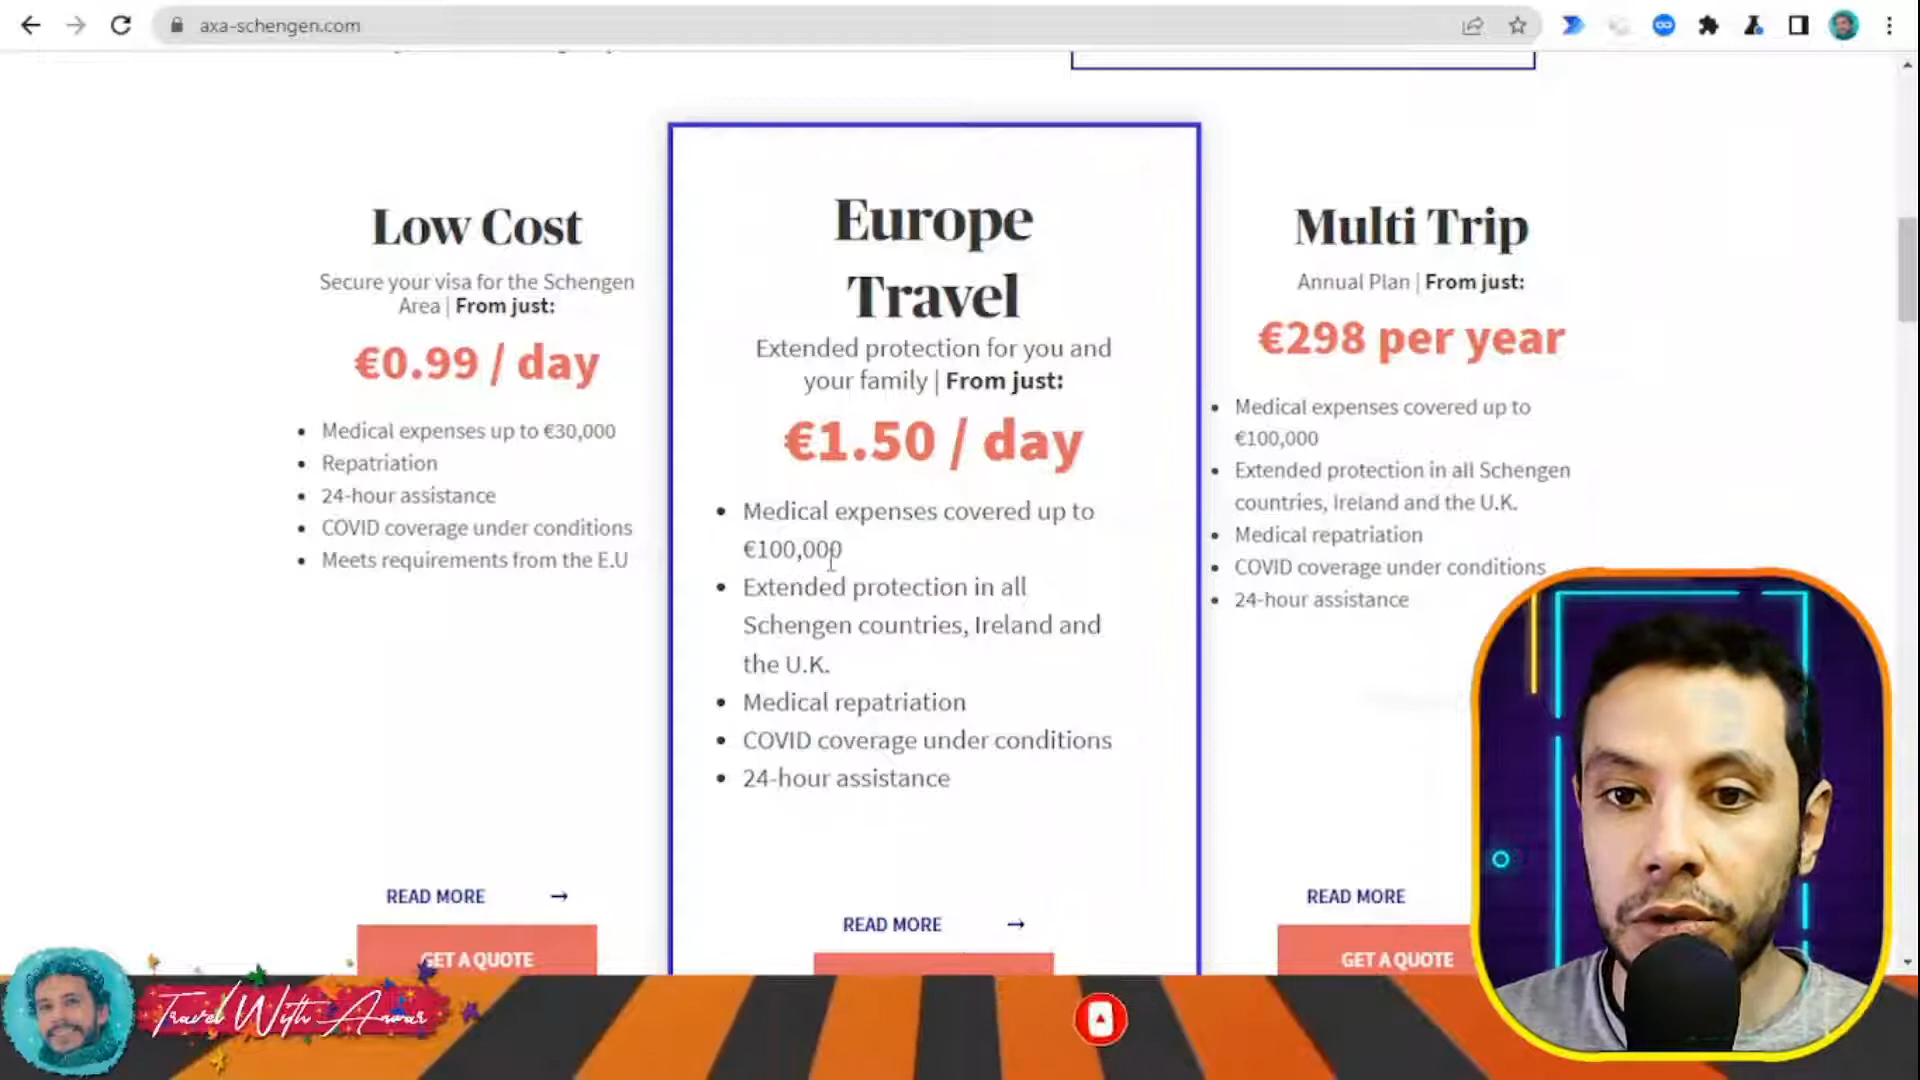 axa-schengen.com
Low Cost
Secure your visa for the Schengen
Area | From just:
€0.99 / day
• Medical expenses up to €30,000
• Repatriation
• 24-hour assistance
• COVID coverage under conditions
• Meets requirements from the E.U
READ MORE →
GET A QUOTE
Europe
Travel
Extended protection for you and
your family | From just:
€1.50 / day
• Medical expenses covered up to
€100,000
• Extended protection in all
Schengen countries, Ireland and
the U.K.
• Medical repatriation
• COVID coverage under conditions
• 24-hour assistance
READ MORE →
Multi Trip
Annual Plan | From just:
€298 per year
• Medical expenses covered up to
€100,000
• Extended protection in all Schengen
countries, Ireland and the U.K.
• Medical repatriation
• COVID coverage under conditions
• 24-hour assistance
READ MORE
GET A QUOTE
Travel With Anwar